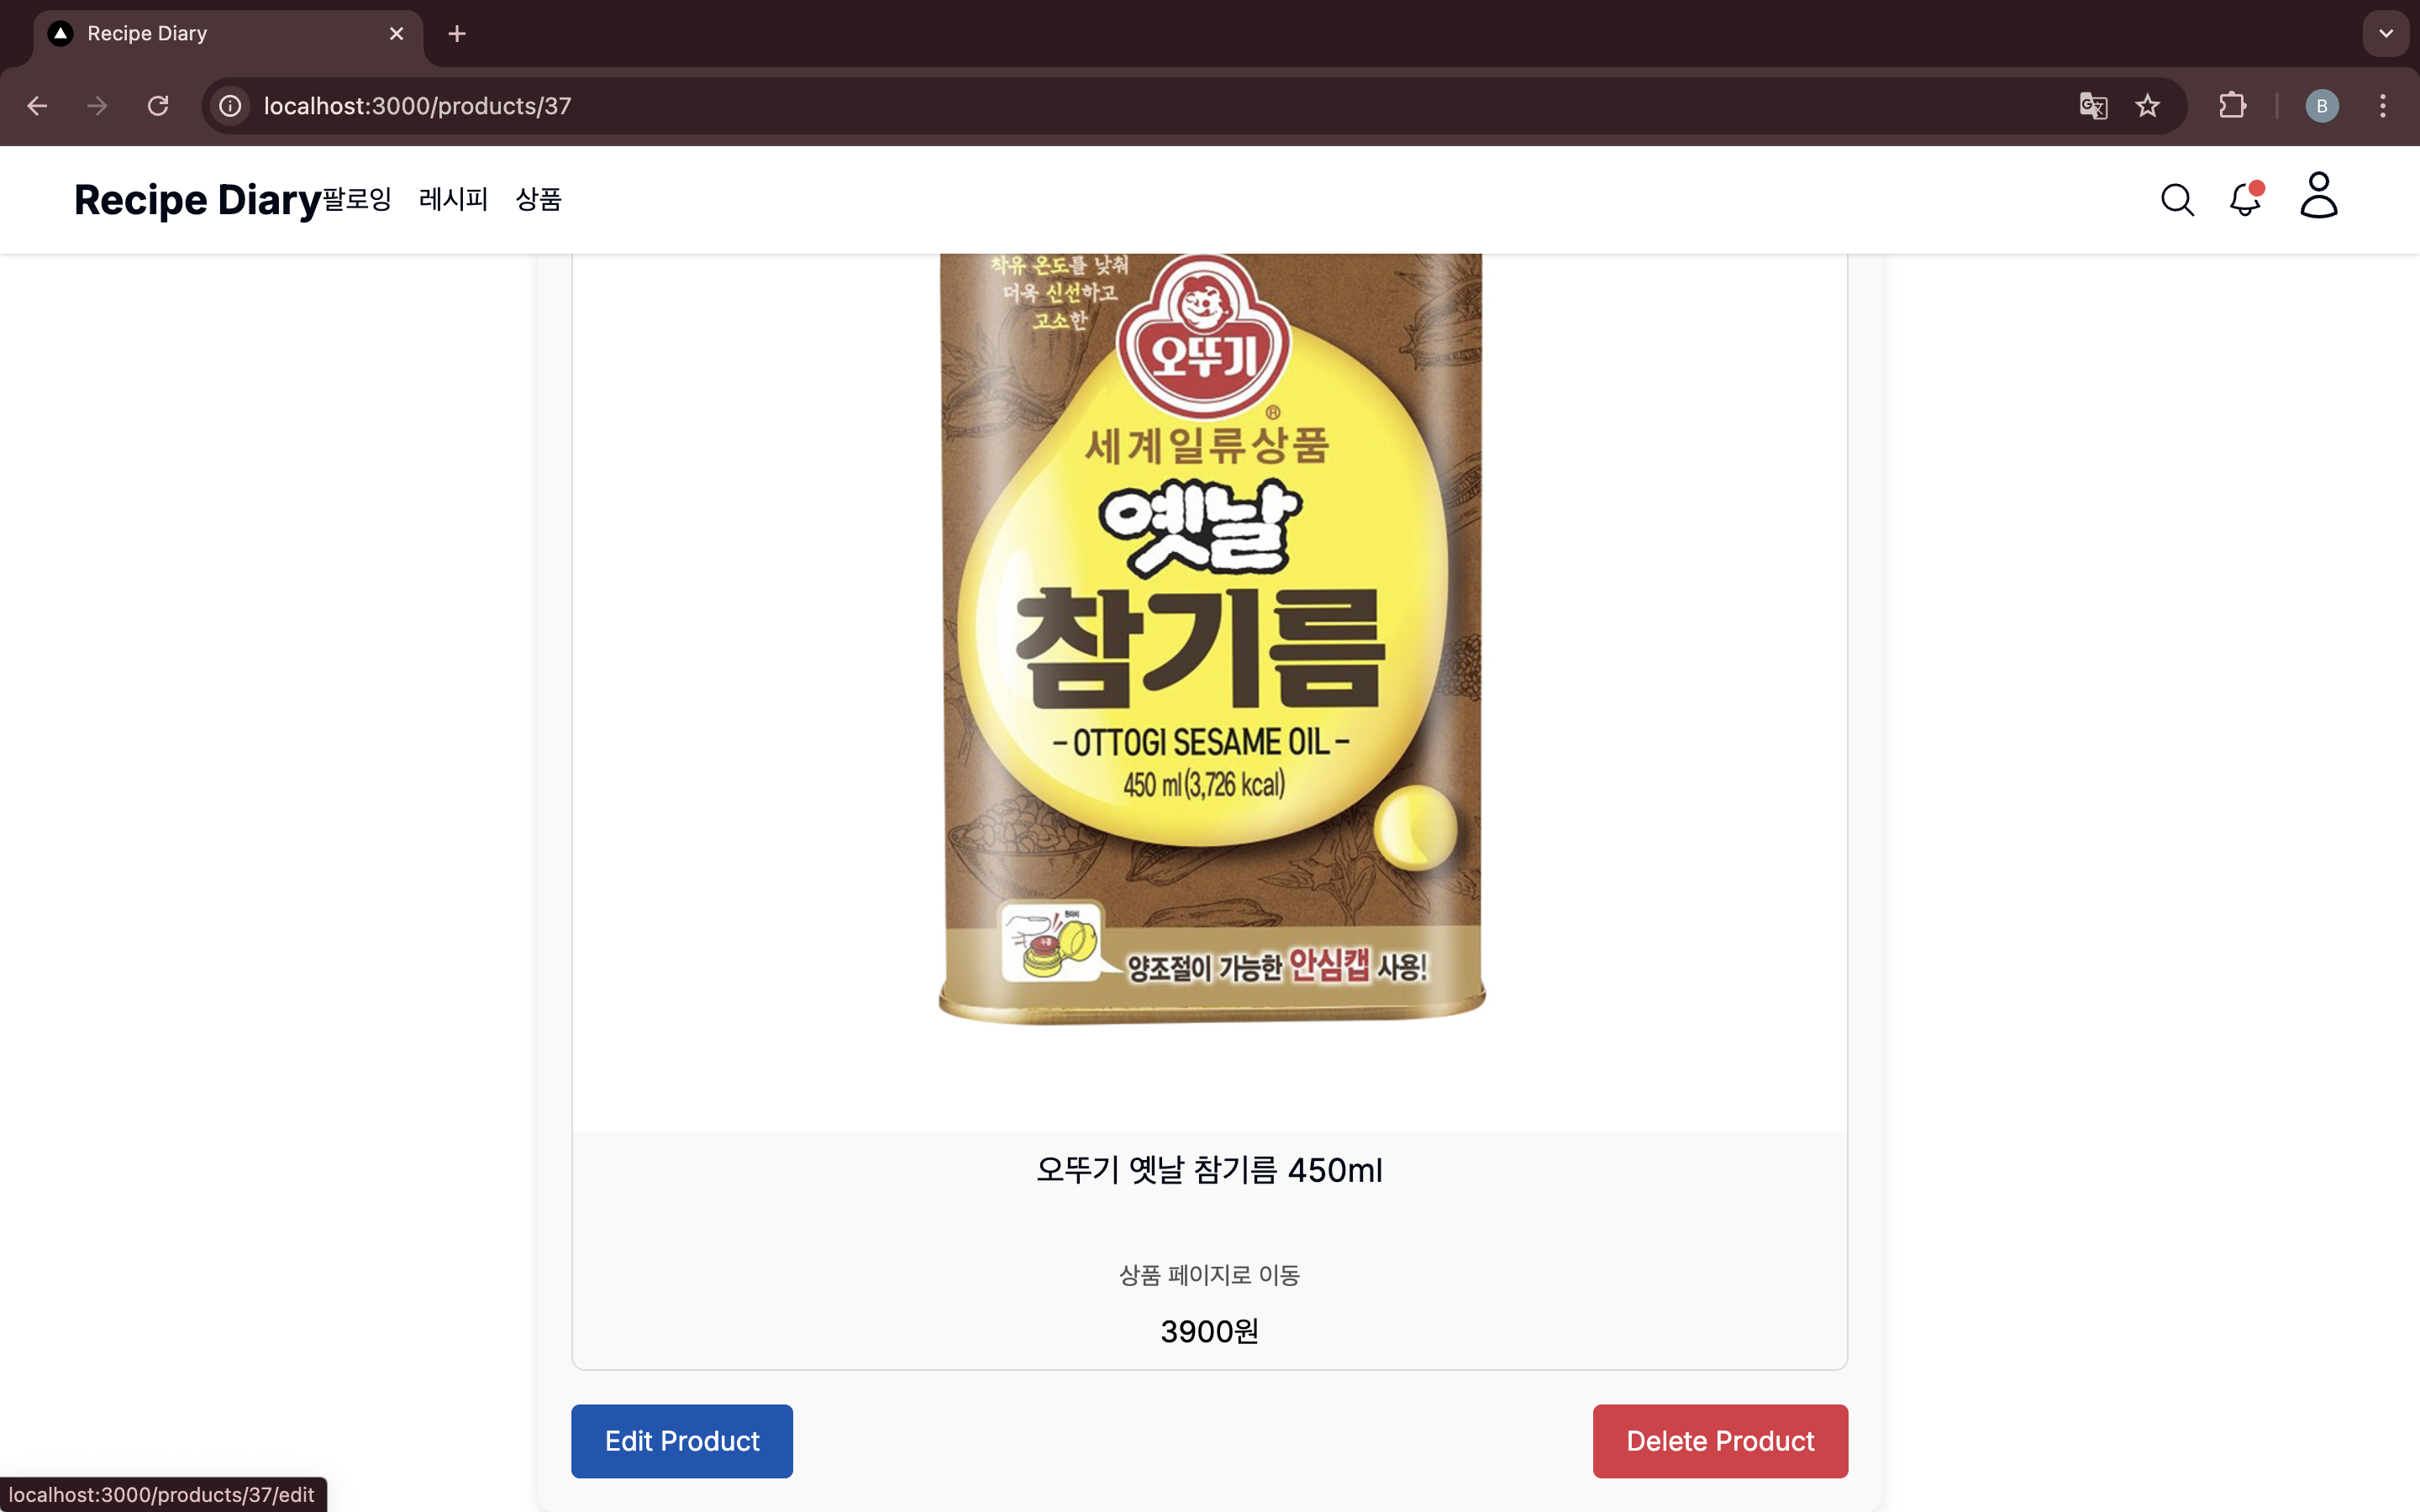 Recipe Diary
localhost:3000/products/37
B
Recipe Diary 팔로잉 레시피 상품
착유 온도를 낮춰
더욱 신선하고
고소한
오뚜기
®
세계일류상품
옛날
참기름
- OTTOGI SESAME OIL -
450 ml (3,726 kcal)
양조절이 가능한 안심캡 사용!
오뚜기 옛날 참기름 450ml
상품 페이지로 이동
3900원
Edit Product
Delete Product
localhost:3000/products/37/edit